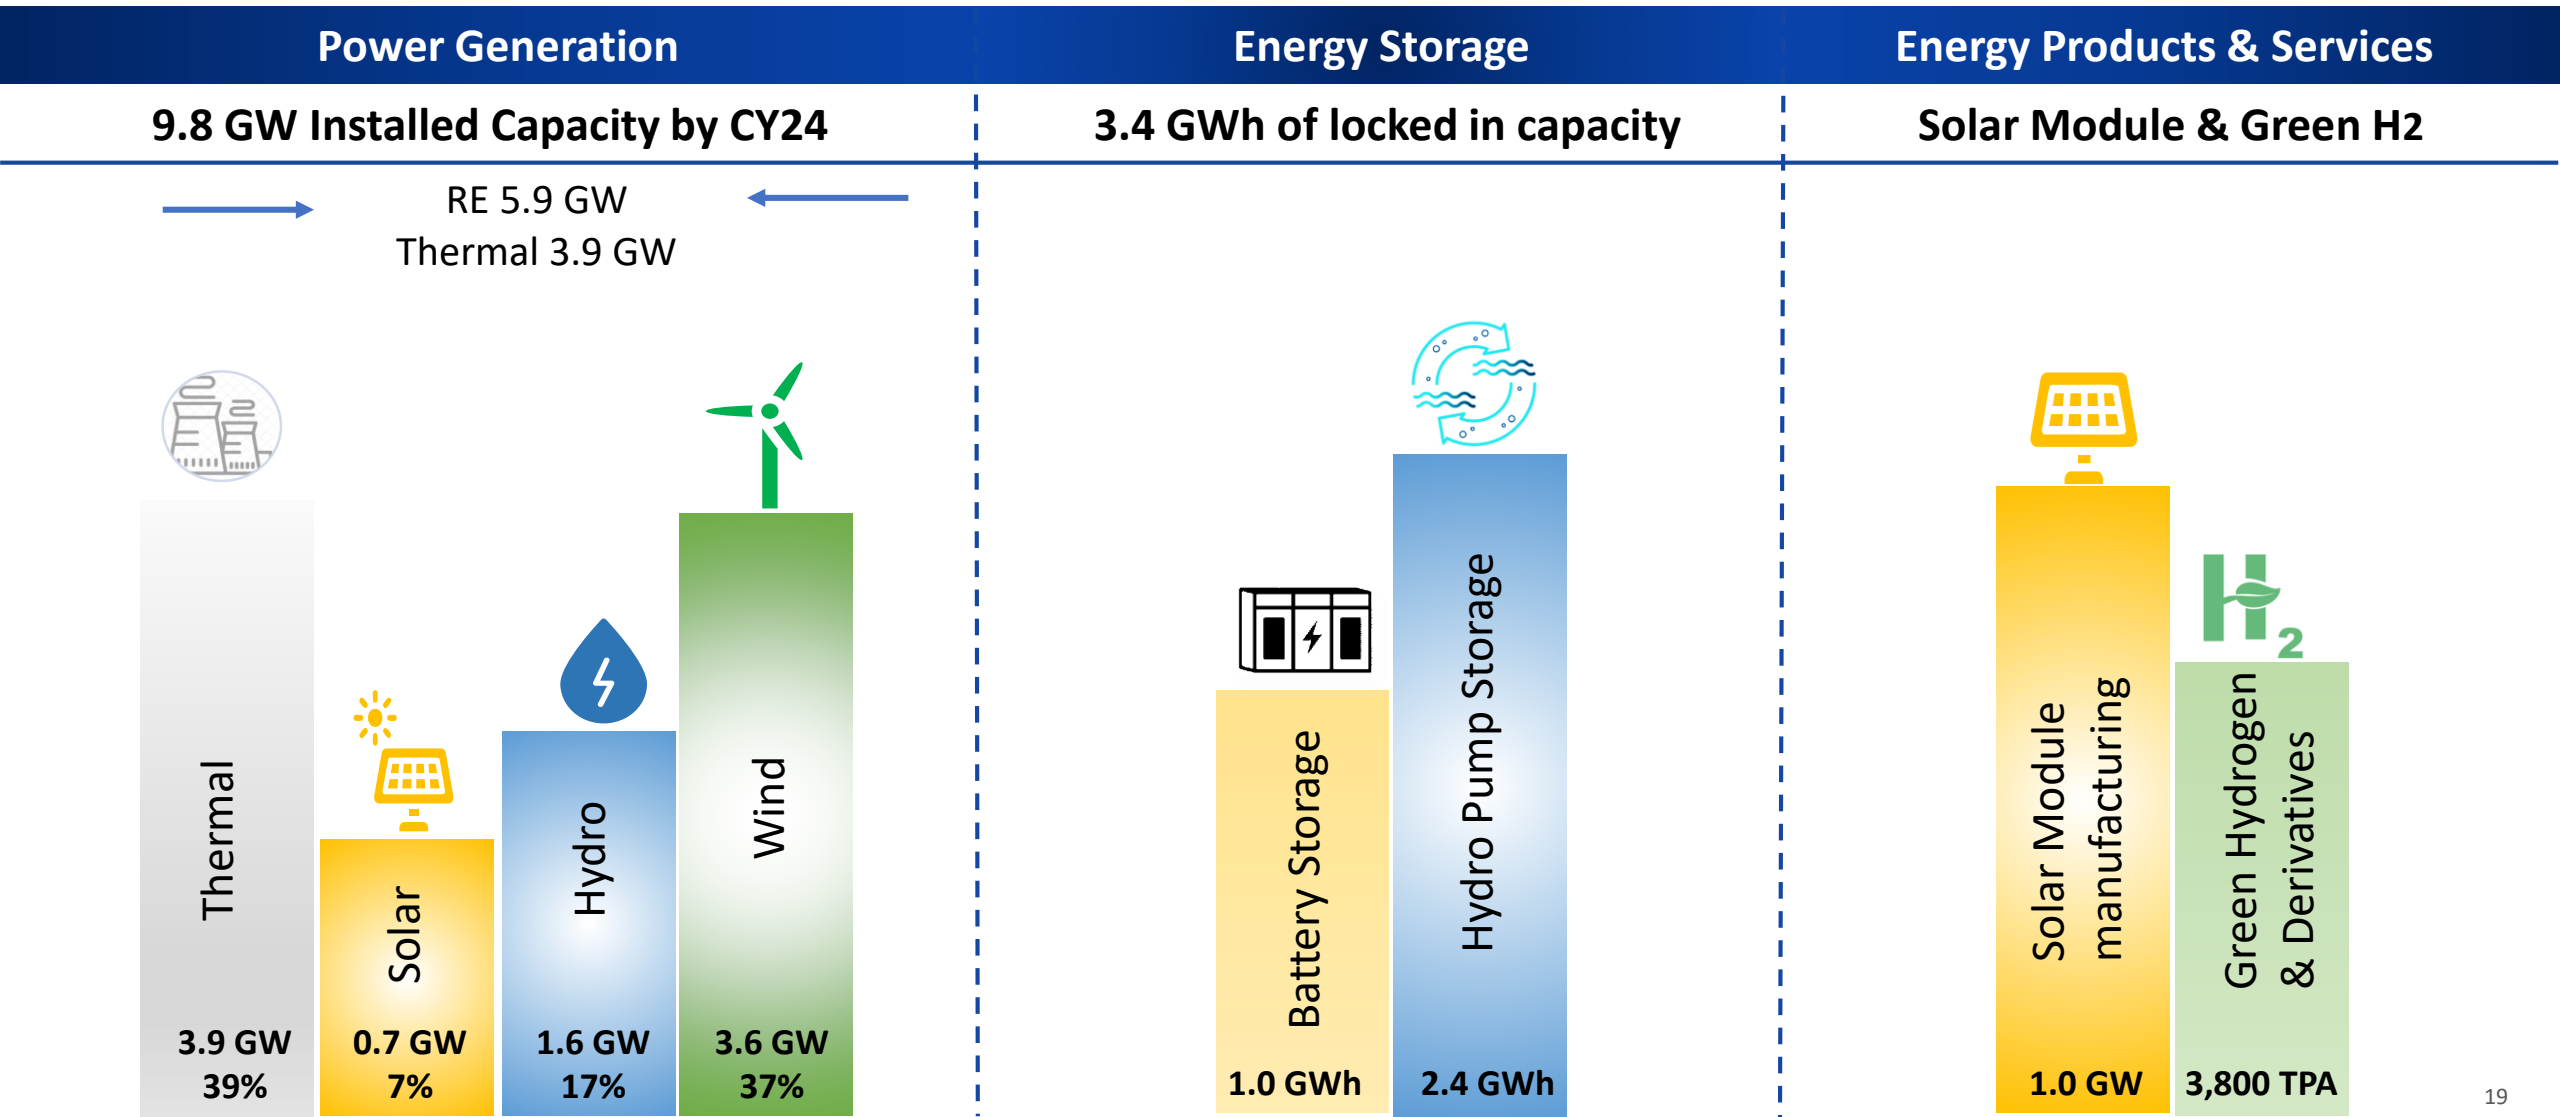 Power Generation
Energy Storage
Energy Products & Services
9.8 GW Installed Capacity by CY24
3.4 GWh of locked in capacity
Solar Module & Green H2
RE 5.9 GW
Thermal 3.9 GW
Thermal
3.9 GW
39%
Solar
0.7 GW
7%
Hydro
1.6 GW
17%
Wind
3.6 GW
37%
Battery Storage
1.0 GWh
Hydro Pump Storage
2.4 GWh
Solar Module
manufacturing
1.0 GW
H2
Green Hydrogen
& Derivatives
3,800 TPA
19